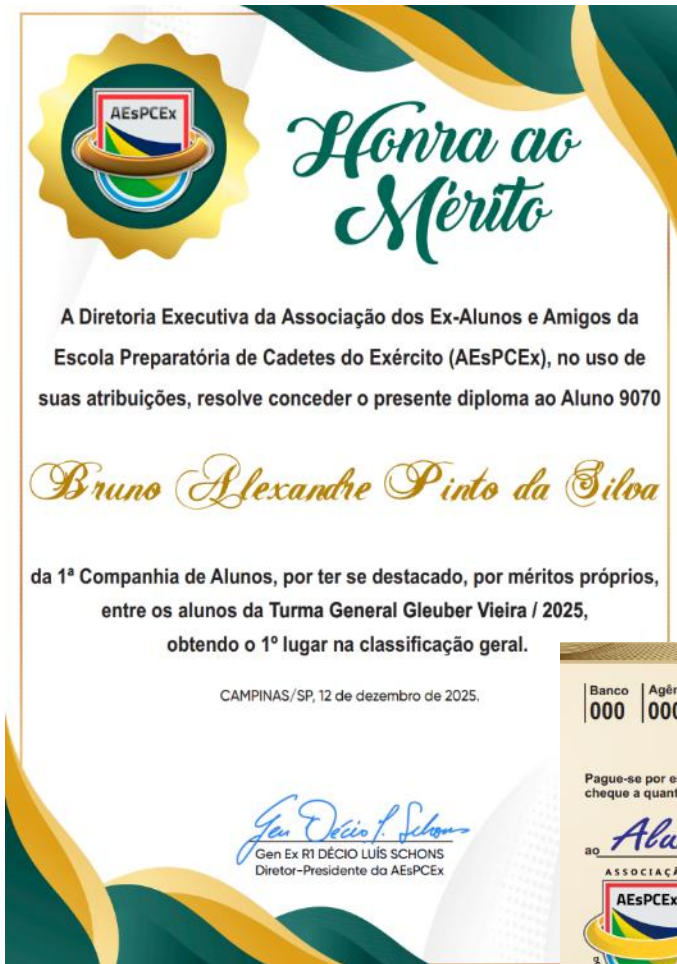 AEsPCEx
Honra ao
Mérito
A Diretoria Executiva da Associação dos Ex-Alunos e Amigos da
Escola Preparatória de Cadetes do Exército (AEsPCEx), no uso de
suas atribuições, resolve conceder o presente diploma ao Aluno 9070
Bruno Alexandre Pinto da Silva
da 1ª Companhia de Alunos, por ter se destacado, por méritos próprios,
entre os alunos da Turma General Gleuber Vieira / 2025,
obtendo o 1º lugar na classificação geral.
CAMPINAS/SP, 12 de dezembro de 2025.
Gen Décio L. Schons
Gen Ex R1 DÉCIO LUÍS SCHONS
Diretor-Presidente da AEsPCEx
Banco
000
000
Pague-se por
cheque a
ao
AEsPCEx